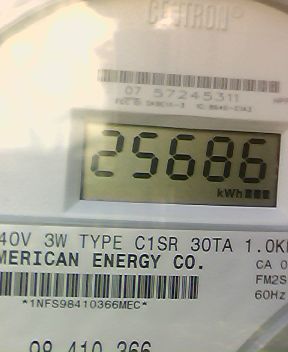 CENTRON®
07 57245311
25686
kWh
40V 3W TYPE C1SR 30TA 1.0K
MERICAN ENERGY CO.
CA 0
FM2S
*1NFS98410366MEC*
60Hz
98 410 366